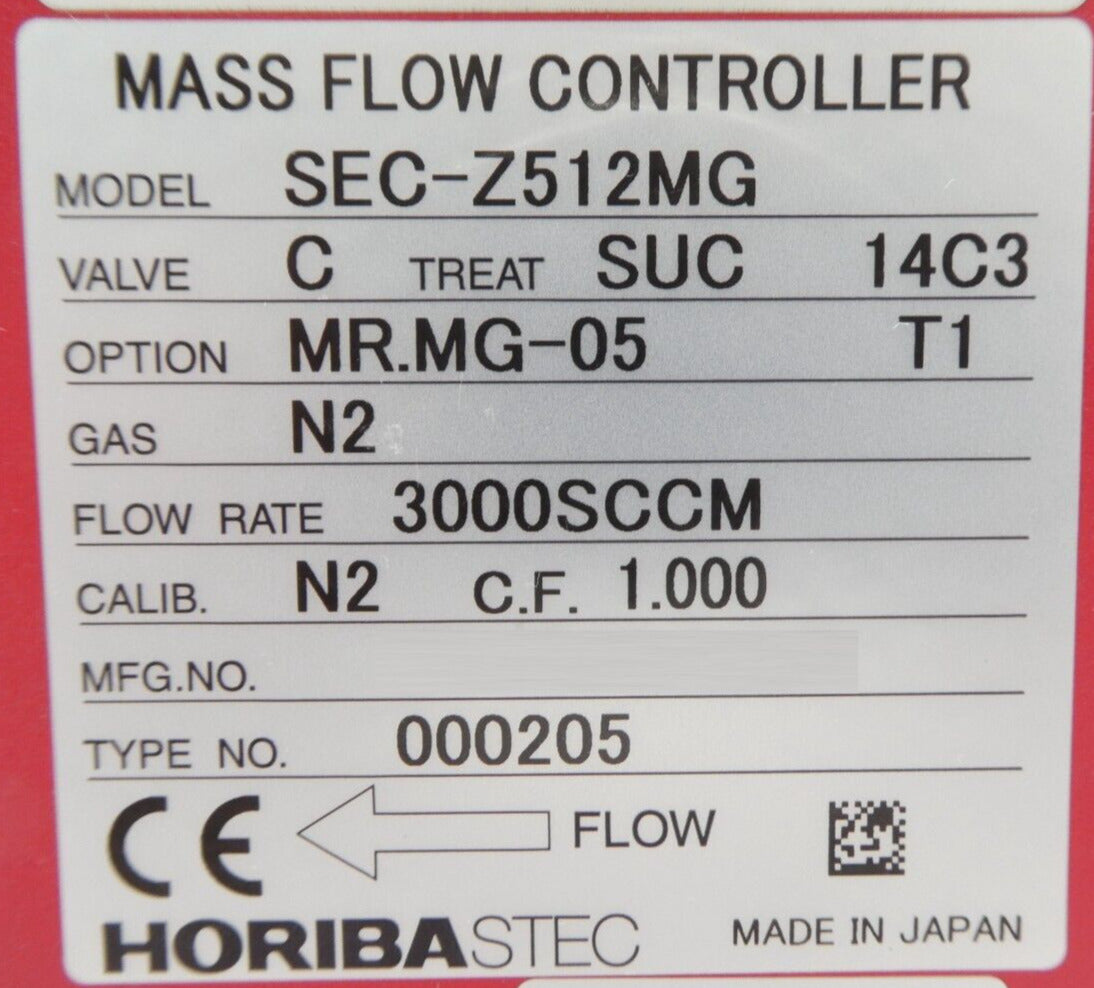 MASS FLOW CONTROLLER
MODEL SEC-Z512MG
VALVE C TREAT SUC 14C3
OPTION MR.MG-05 T1
GAS N2
FLOW RATE 3000SCCM
CALIB. N2 C.F. 1.000
MFG.NO.
TYPE NO. 000205
CE FLOW
HORIBASTEC MADE IN JAPAN